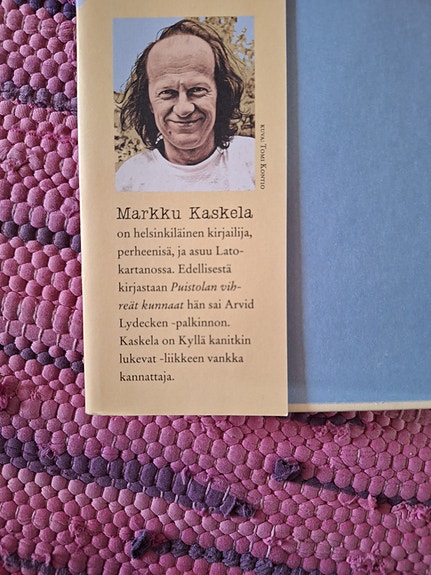 KUVA: TOMI KONTIO
Markku Kaskela
on helsinkiläinen kirjailija,
perheenisä, ja asuu Lato-
kartanossa. Edellisestä
kirjastaan Puistolan vih-
reät kunnaat hän sai Arvid
Lydecken -palkinnon.
Kaskela on Kyllä kanitkin
lukevat -liikkeen vankka
kannattaja.